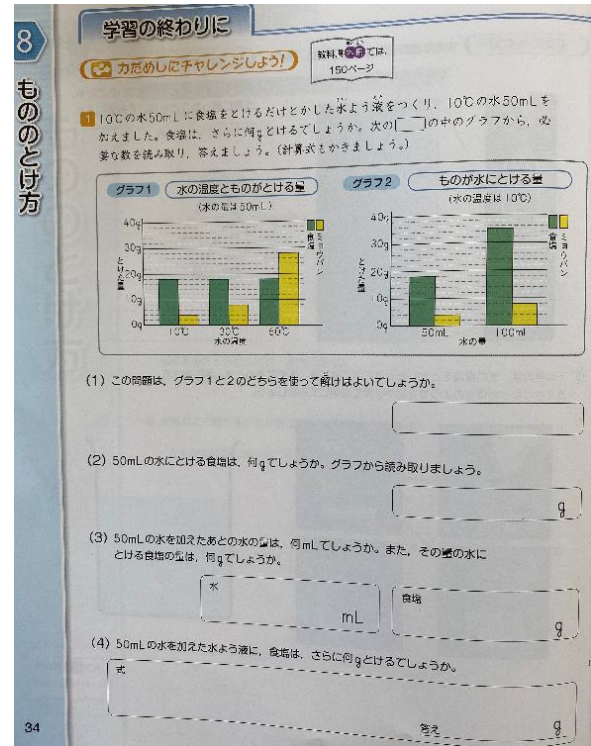 8
もののとけ方
学習の終わりに
力だめしにチャレンジしよう!
では,
150ページ
1 10℃の水50mLに食塩をとけるだけとかした水よう液をつくり,10℃の水50mLを
加えました。食塩は,さらに何gとけるでしょうか。次の[ ]の中のグラフから,必
要な数を読み取り,答えましょう。(計算式もかきましょう。)
グラフ1 水の温度とものがとける量
(水の量は50mL)
40g
30g
20g
10g
0g
とけた量
食塩
ミョウバン
10℃ 30℃ 60℃
水の温度
グラフ2 ものが水にとける量
(水の温度は10℃)
40g
30g
20g
10g
0g
とけた量
食塩
ミョウバン
50mL 100ml
水の量
(1) この問題は,グラフ1と2のどちらを使って解けばよいでしょうか。
(2) 50mLの水にとける食塩は,何gでしょうか。グラフから読み取りましょう。
g
(3) 50mLの水を加えたあとの水の量は,何mLでしょうか。また,その量の水に
とける食塩の量は,何gでしょうか。
水 mL
食塩 g
(4) 50mLの水を加えた水よう液に,食塩は,さらに何gとけるでしょうか。
式
答え g
34